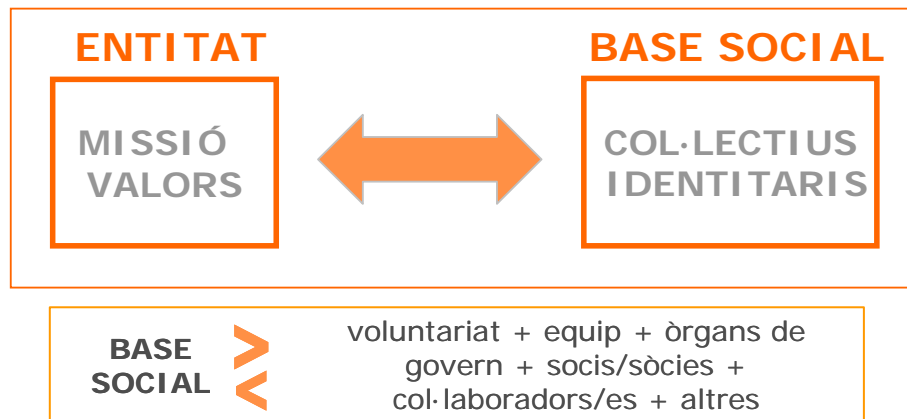 ENTITAT
BASE SOCIAL
MISSIÓ
VALORS
COL·LECTIUS
IDENTITARIS
BASE
SOCIAL
>
<
voluntariat + equip + òrgans de
govern + socis/sòcies +
col·laboradors/es + altres